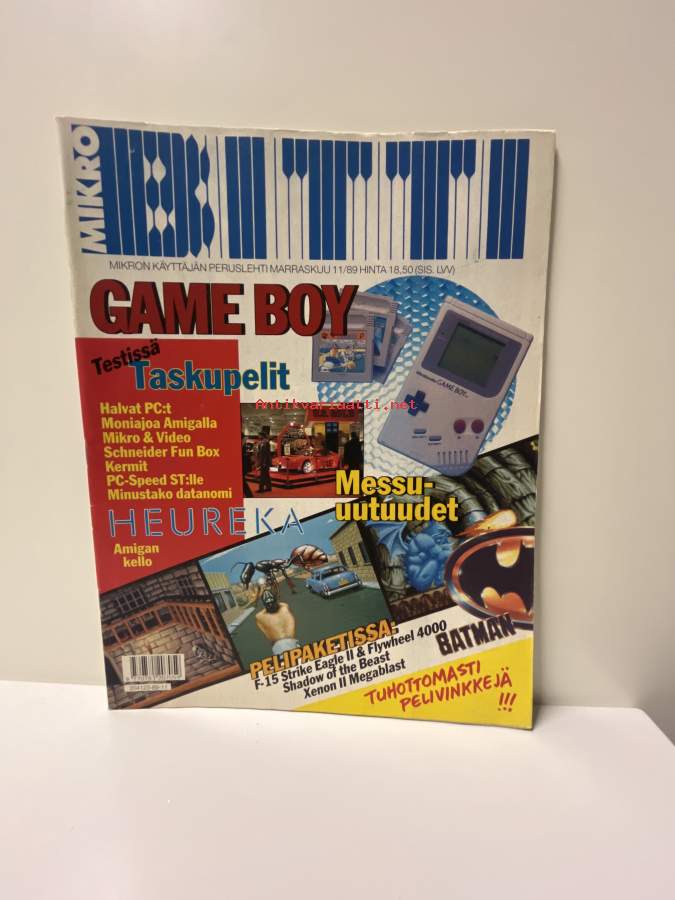 MIKRO
BITTI
MIKRON KÄYTTÄJÄN PERUSLEHTI MARRASKUU 11/89 HINTA 18,50 (SIS. LVV)
GAME BOY
Testissä
Taskupelit
Antikvariaatti.net
Nintendo GAME BOY
Halvat PC:t
Moniajoa Amigalla
Mikro & Video
Schneider Fun Box
Kermit
PC-Speed ST:lle
Minustako datanomi
Messu-
uutuudet
HEUREKA
Amigan
kello
PELIPAKETISSA:
F-15 Strike Eagle II & Flywheel 4000
Shadow of the Beast
Xenon II Megablast
BATMAN
TUHOTTOMASTI
PELIVINKKEJÄ
!!!